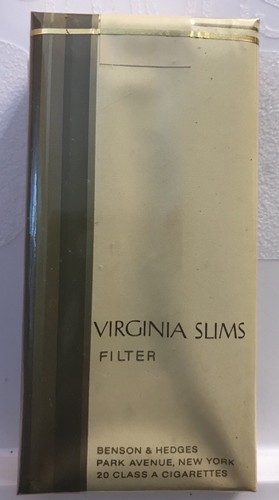 VIRGINIA SLIMS
FILTER
BENSON & HEDGES
PARK AVENUE, NEW YORK
20 CLASS A CIGARETTES